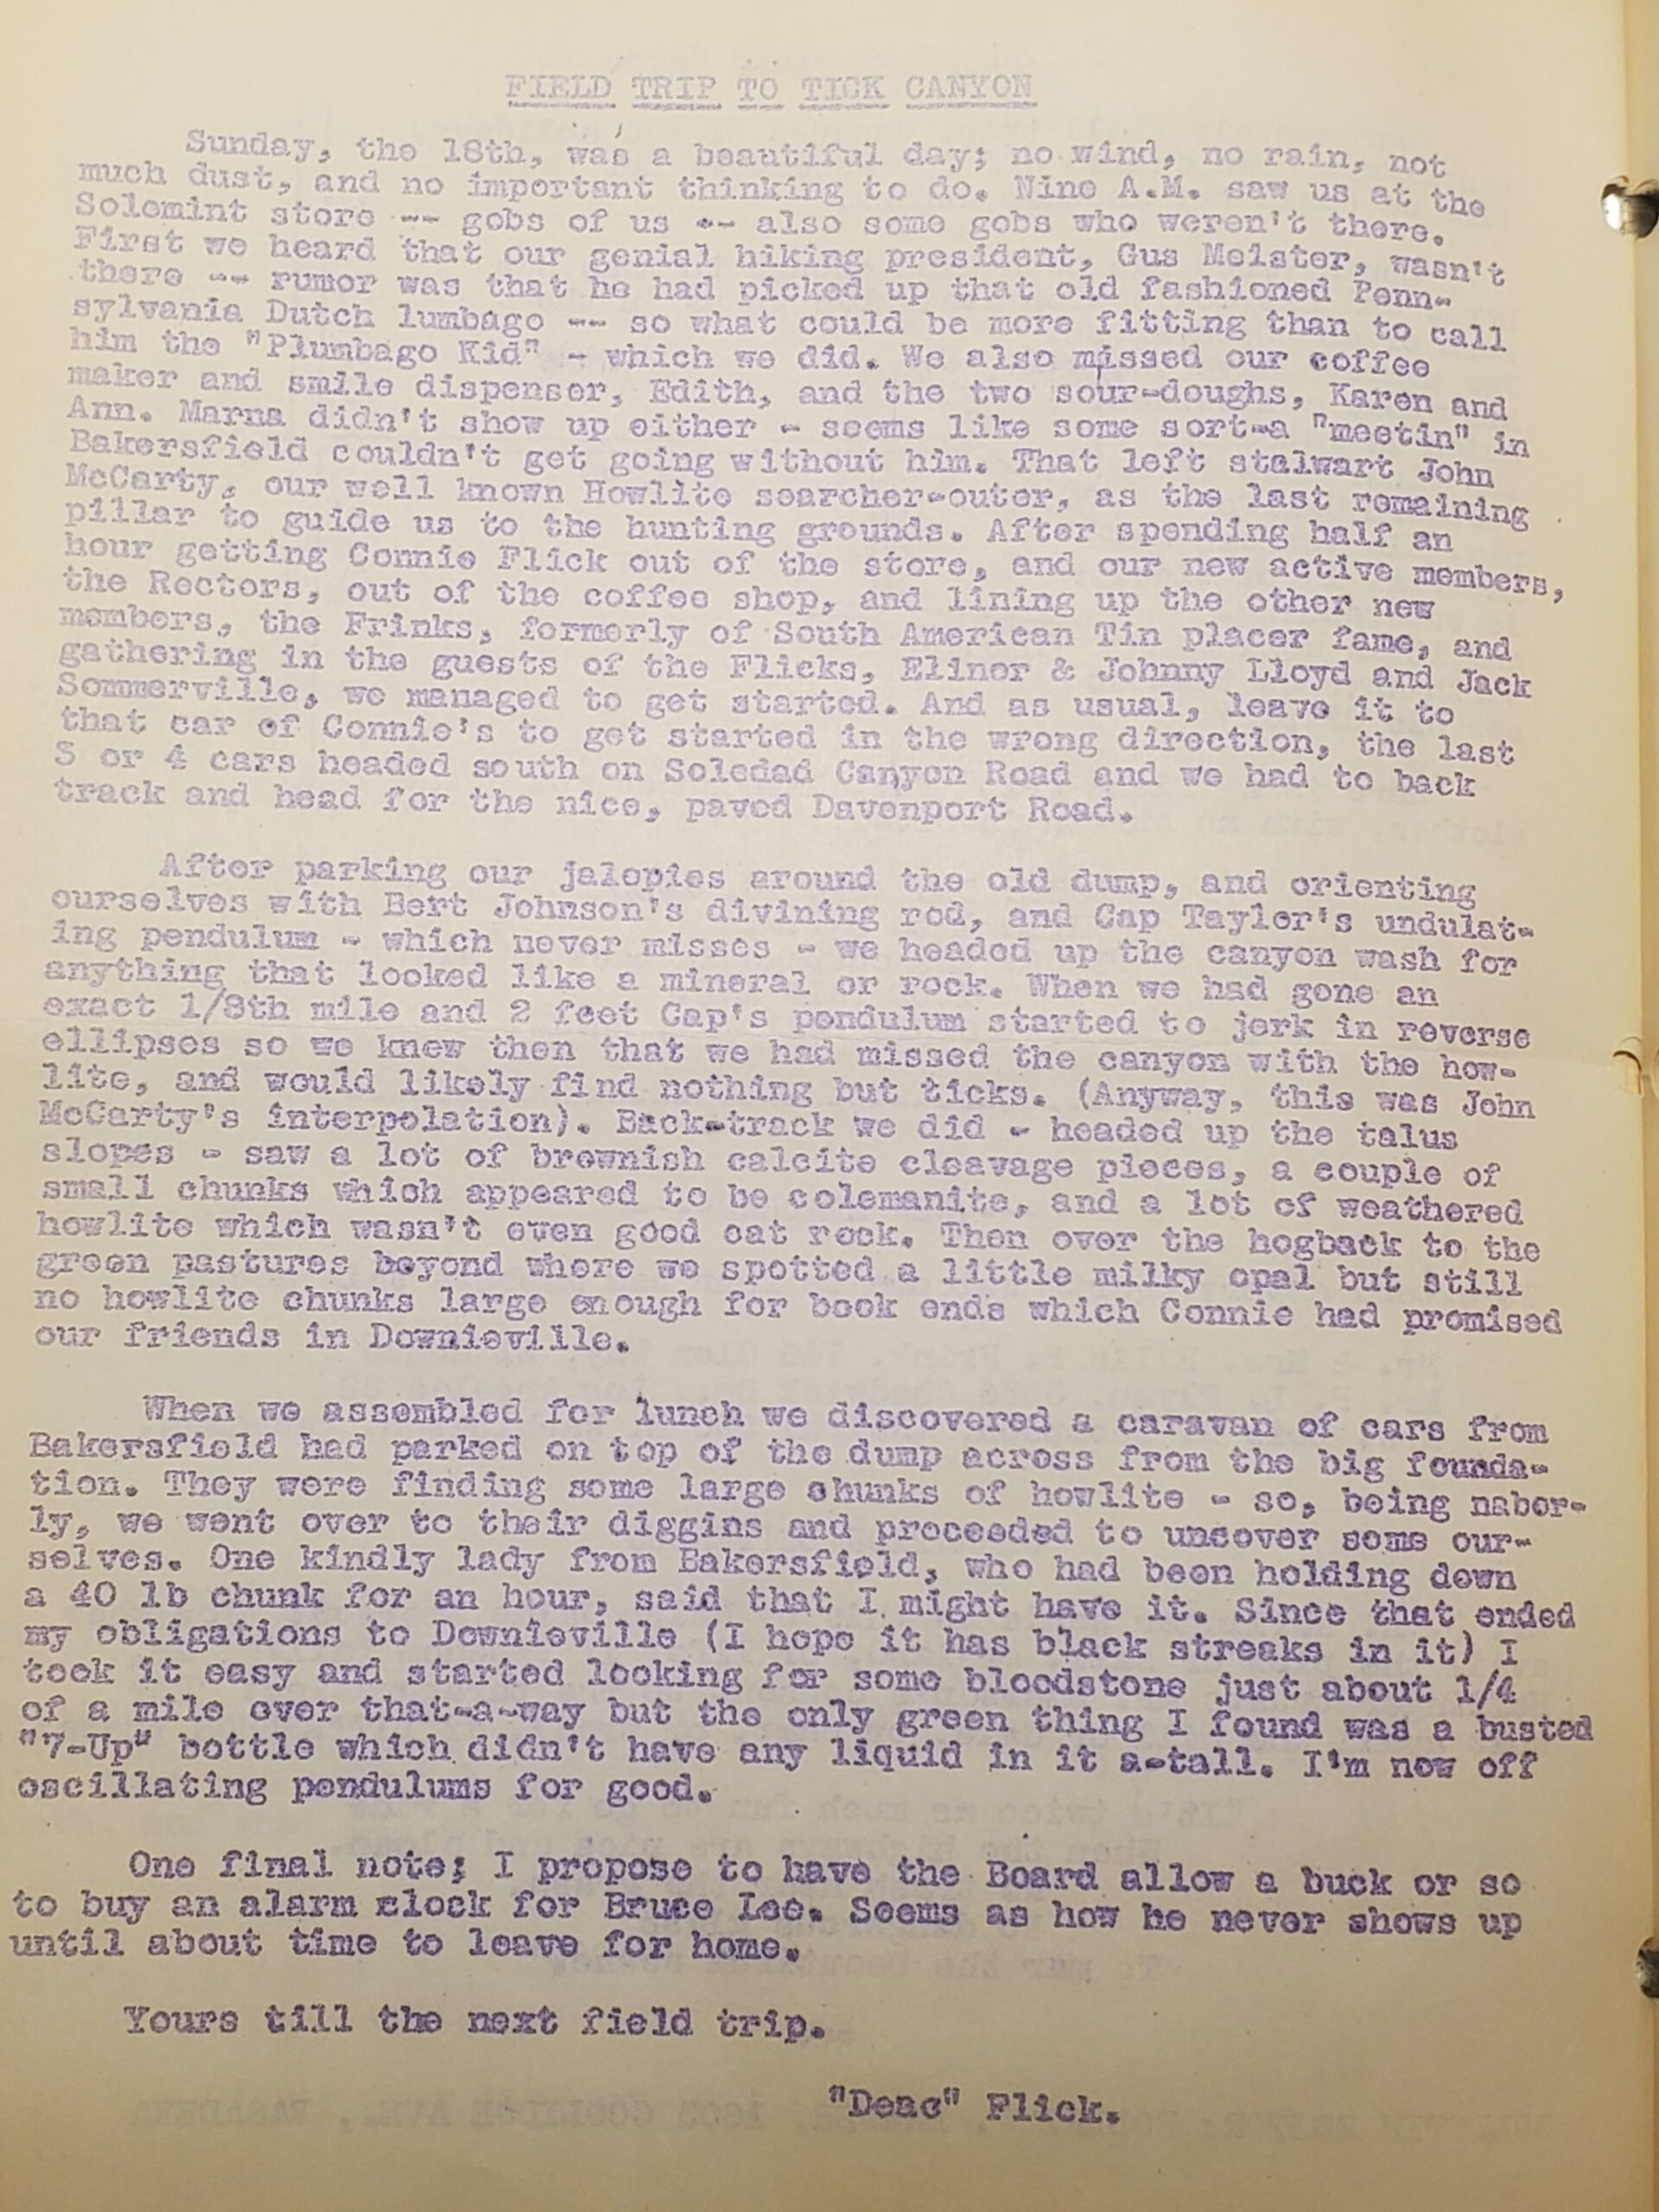 FIELD TRIP TO TICK CANYON
Sunday, the 18th, was a beautiful day; no wind, no rain, not
much dust, and no important thinking to do. Nine A.M. saw us at the
Solemint store -- gobs of us -- also some gobs who weren't there.
First we heard that our genial hiking president, Gus Meister, wasn't
there -- rumor was that he had picked up that old fashioned Penn-
sylvania Dutch lumbago -- so what could be more fitting than to call
him the "Plumbago Kid" - which we did. We also missed our coffee
maker and smile dispenser, Edith, and the two sour-doughs, Karen and
Ann. Marna didn't show up either - seems like some sort-a "meetin" in
Bakersfield couldn't get going without him. That left stalwart John
McCarty, our well known Howlite searcher-outer, as the last remaining
pillar to guide us to the hunting grounds. After spending half an
hour getting Connie Flick out of the store, and our new active members,
the Rectors, out of the coffee shop, and lining up the other new
members, the Frinks, formerly of South American Tin placer fame, and
gathering in the guests of the Flicks, Elinor & Johnny Lloyd and Jack
Sommerville, we managed to get started. And as usual, leave it to
that car of Connie's to get started in the wrong direction, the last
3 or 4 cars headed south on Soledad Canyon Road and we had to back
track and head for the nice, paved Davenport Road.
After parking our jalopies around the old dump, and orienting
ourselves with Bert Johnson's divining rod, and Cap Taylor's undulat-
ing pendulum - which never misses - we headed up the canyon wash for
anything that looked like a mineral or rock. When we had gone an
exact 1/8th mile and 2 feet Cap's pendulum started to jerk in reverse
ellipses so we knew then that we had missed the canyon with the how-
lite, and would likely find nothing but ticks. (Anyway, this was John
McCarty's interpolation). Back-track we did - headed up the talus
slopes - saw a lot of brownish calcite cleavage pieces, a couple of
small chunks which appeared to be colemanite, and a lot of weathered
howlite which wasn't even good cat rock. Then over the hogback to the
green pastures beyond where we spotted a little milky opal but still
no howlite chunks large enough for book ends which Connie had promised
our friends in Downieville.
When we assembled for lunch we discovered a caravan of cars from
Bakersfield had parked on top of the dump across from the big founda-
tion. They were finding some large chunks of howlite - so, being nabor-
ly, we went over to their diggins and proceeded to uncover some our-
selves. One kindly lady from Bakersfield, who had been holding down
a 40 lb chunk for an hour, said that I might have it. Since that ended
my obligations to Downieville (I hope it has black streaks in it) I
took it easy and started looking for some bloodstone just about 1/4
of a mile over that-a-way but the only green thing I found was a busted
"7-Up" bottle which didn't have any liquid in it a-tall. I'm now off
oscillating pendulums for good.
One final note; I propose to have the Board allow a buck or so
to buy an alarm clock for Bruce Lee. Seems as how he never shows up
until about time to leave for home.
Yours till the next field trip.
"Deac" Flick.